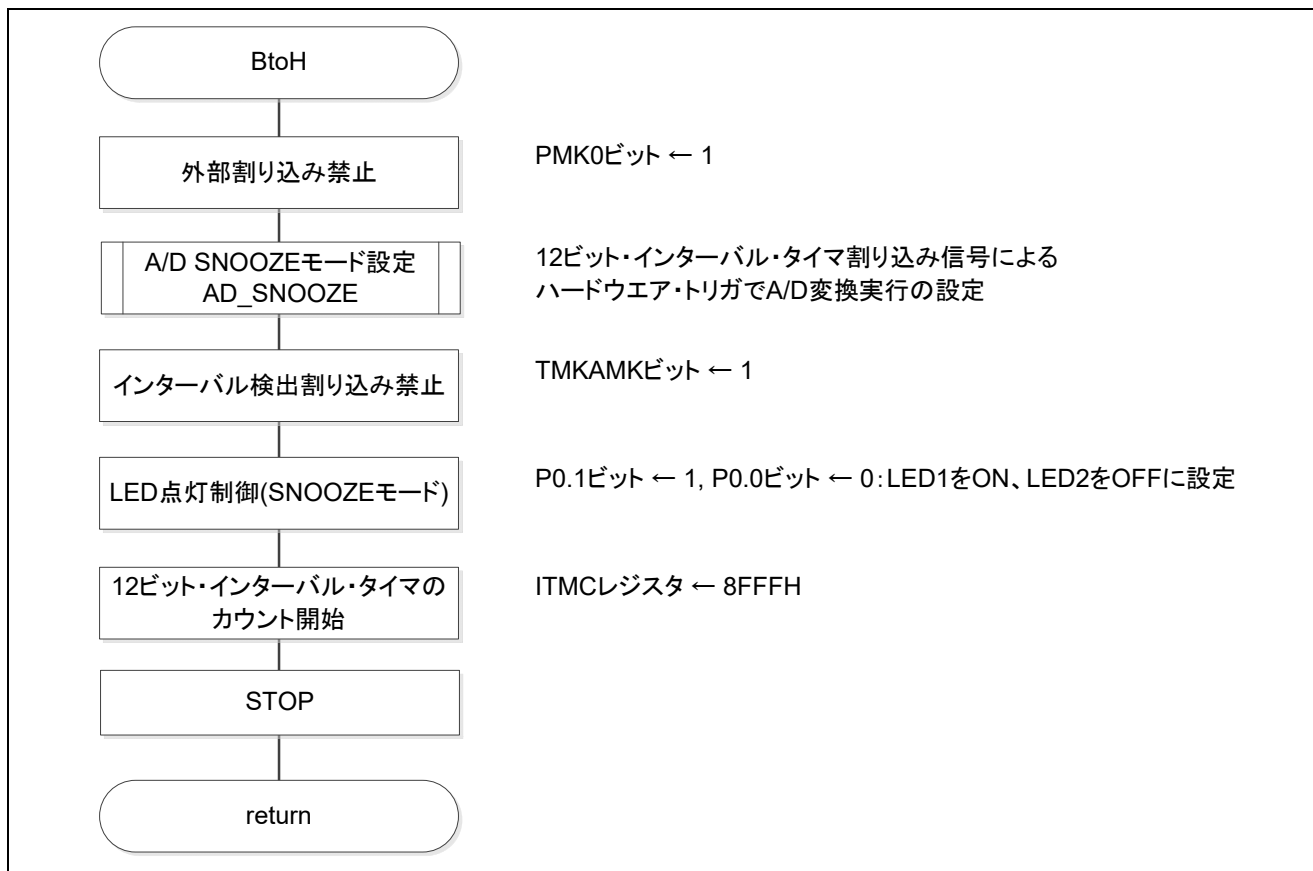 BtoH
外部割り込み禁止
PMK0ビット ← 1
A/D SNOOZEモード設定
AD_SNOOZE
12ビット・インターバル・タイマ割り込み信号による
ハードウエア・トリガでA/D変換実行の設定
インターバル検出割り込み禁止
TMKAMKビット ← 1
LED点灯制御(SNOOZEモード)
P0.1ビット ← 1, P0.0ビット ← 0：LED1をON、LED2をOFFに設定
12ビット・インターバル・タイマの
カウント開始
ITMCレジスタ ← 8FFFH
STOP
return